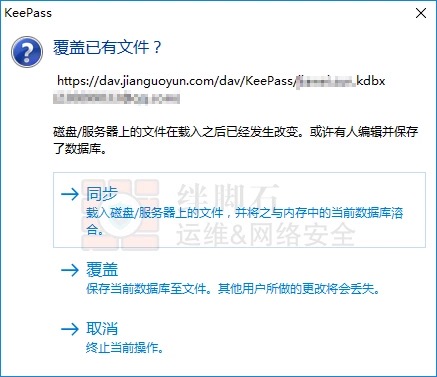 KeePass
覆盖已有文件？
https://dav.jianguoyun.com/dav/KeePass/
.kdbx
磁盘/服务器上的文件在载入之后已经发生改变。或许有人编辑并保存
了数据库。
同步
载入磁盘/服务器上的文件，并将之与内存中的当前数据库溶
合。
绊脚石
运维&网络安全
覆盖
保存当前数据库至文件。其他用户所做的更改将会丢失。
取消
终止当前操作。